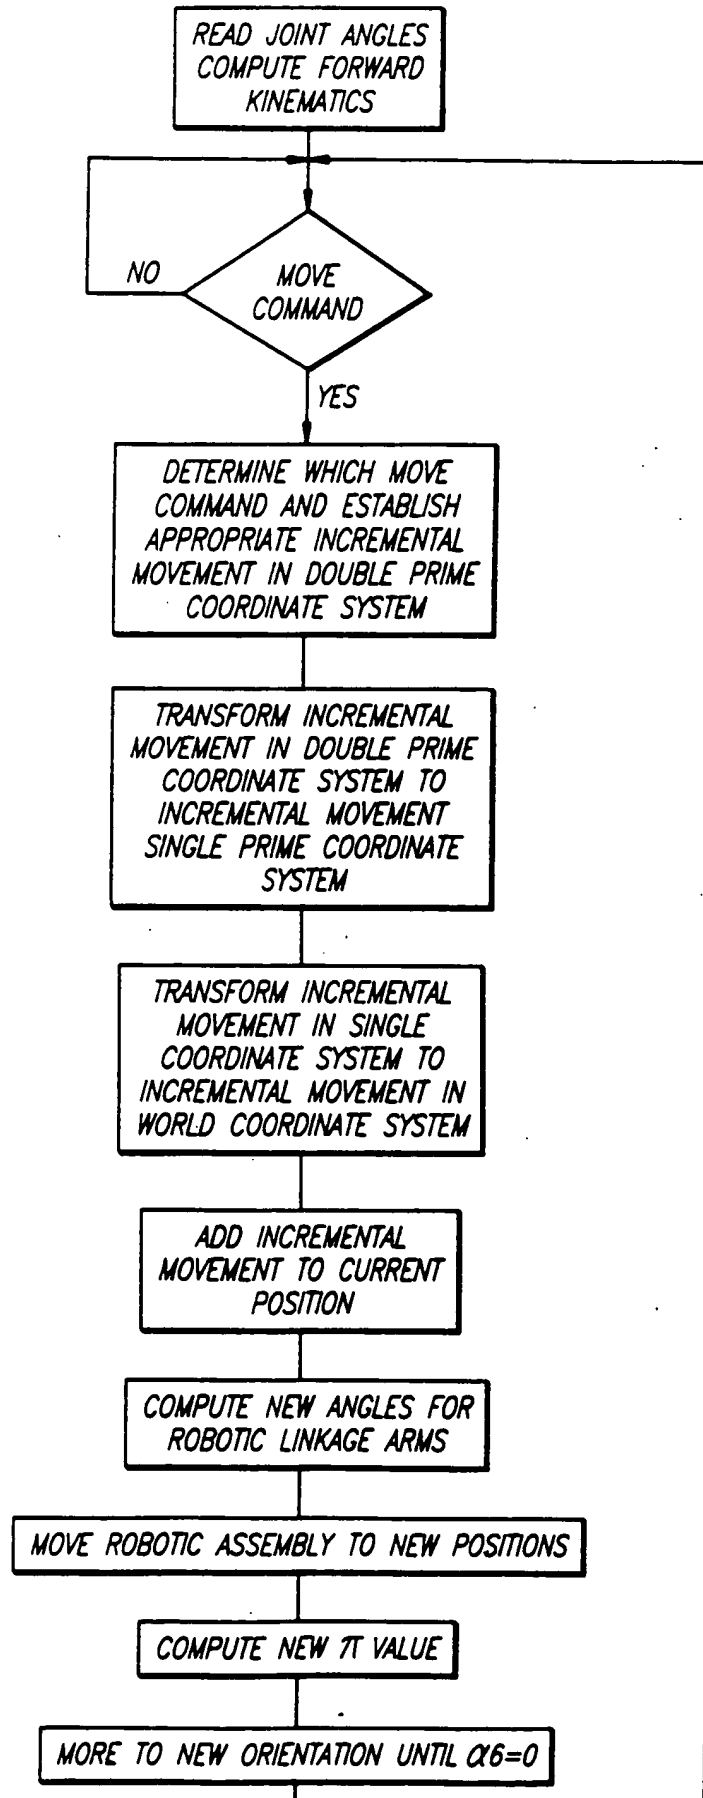 READ JOINT ANGLES
COMPUTE FORWARD
KINEMATICS
NO
MOVE
COMMAND
YES
DETERMINE WHICH MOVE
COMMAND AND ESTABLISH
APPROPRIATE INCREMENTAL
MOVEMENT IN DOUBLE PRIME
COORDINATE SYSTEM
TRANSFORM INCREMENTAL
MOVEMENT IN DOUBLE PRIME
COORDINATE SYSTEM TO
INCREMENTAL MOVEMENT
SINGLE PRIME COORDINATE
SYSTEM
TRANSFORM INCREMENTAL
MOVEMENT IN SINGLE
COORDINATE SYSTEM TO
INCREMENTAL MOVEMENT IN
WORLD COORDINATE SYSTEM
ADD INCREMENTAL
MOVEMENT TO CURRENT
POSITION
COMPUTE NEW ANGLES FOR
ROBOTIC LINKAGE ARMS
MOVE ROBOTIC ASSEMBLY TO NEW POSITIONS
COMPUTE NEW π VALUE
MORE TO NEW ORIENTATION UNTIL α6=0